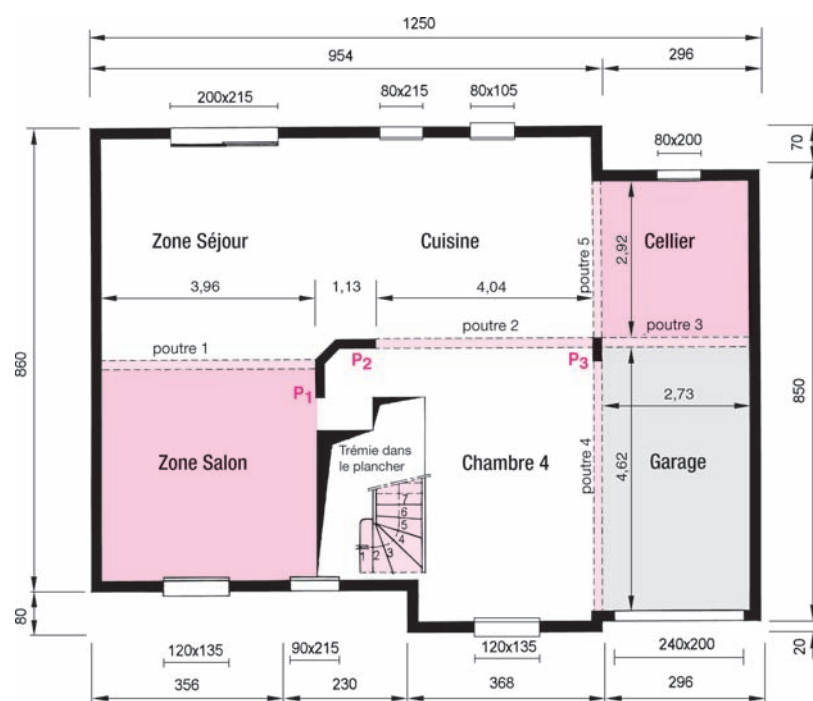 1250
954
296
200x215
80x215
80x105
80x200
70
Zone Séjour
Cuisine
poutre 5
2,92
Cellier
3,96
1,13
4,04
poutre 1
poutre 2
poutre 3
860
P1
P2
P3
850
2,73
Zone Salon
Trémie dans
le plancher
Chambre 4
poutre 4
4,62
Garage
7
6
5
4
3
2
1
80
20
120x135
90x215
120x135
240x200
356
230
368
296